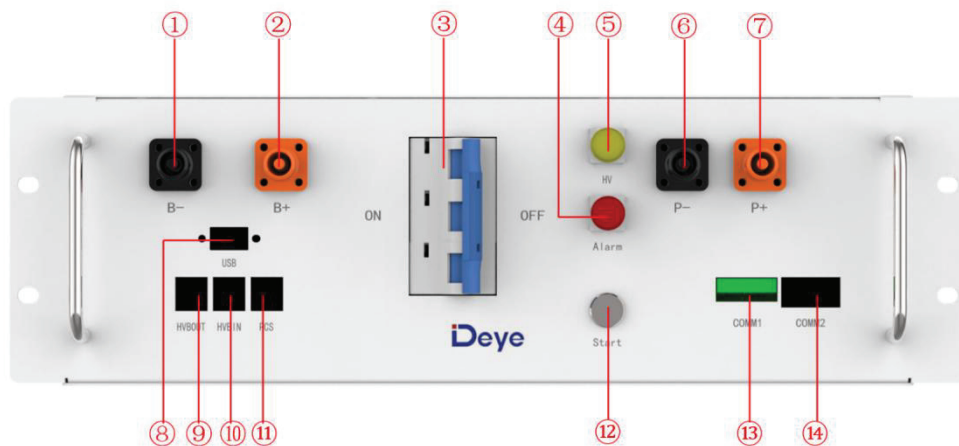 ① ② ③ ④ ⑤ ⑥ ⑦
HV
B- B+ ON OFF P- P+
Alarm
USB
HVBOUT HVBIN PCS COMM1 COMM2
Deye Start
⑧ ⑨ ⑩ ⑪ ⑫ ⑬ ⑭